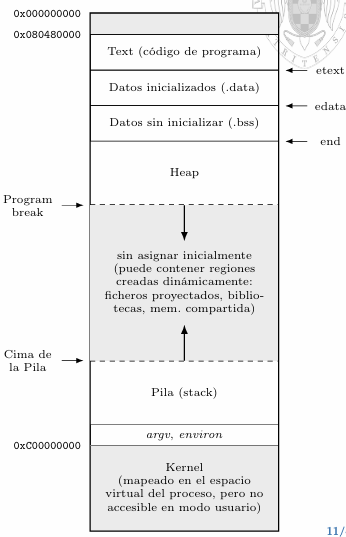 0x000000000
0x080480000
Text (código de programa)
etext
Datos inicializados (.data)
edata
Datos sin inicializar (.bss)
end
Heap
Program
break
sin asignar inicialmente
(puede contener regiones
creadas dinámicamente:
ficheros proyectados, biblio-
tecas, mem. compartida)
Cima de
la Pila
Pila (stack)
argv, environ
0xC00000000
Kernel
(mapeado en el espacio
virtual del proceso, pero no
accesible en modo usuario)
11/